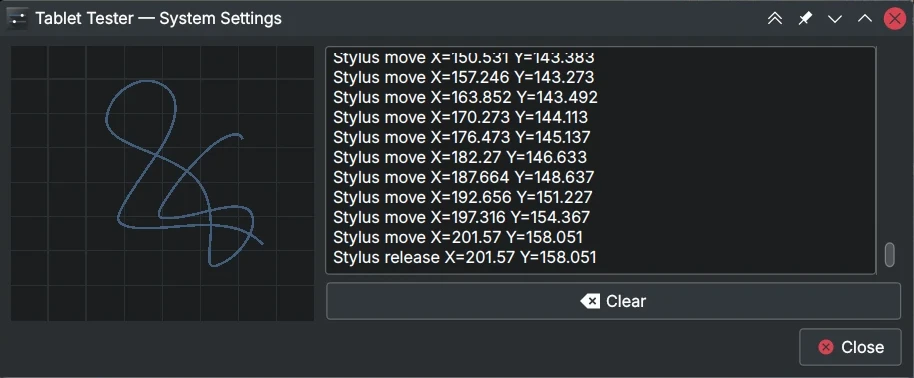 Tablet Tester — System Settings
Stylus move X=150.531 Y=143.383
Stylus move X=157.246 Y=143.273
Stylus move X=163.852 Y=143.492
Stylus move X=170.273 Y=144.113
Stylus move X=176.473 Y=145.137
Stylus move X=182.27 Y=146.633
Stylus move X=187.664 Y=148.637
Stylus move X=192.656 Y=151.227
Stylus move X=197.316 Y=154.367
Stylus move X=201.57 Y=158.051
Stylus release X=201.57 Y=158.051
Clear
Close